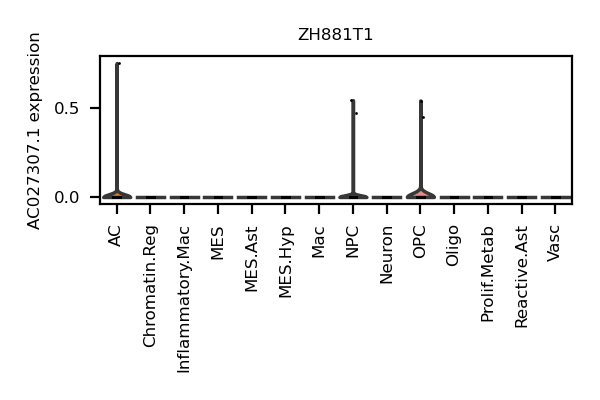 ZH881T1
AC027307.1 expression
0.5
0.0
AC
Chromatin.Reg
Inflammatory.Mac
MES
MES.Ast
MES.Hyp
Mac
NPC
Neuron
OPC
Oligo
Prolif.Metab
Reactive.Ast
Vasc